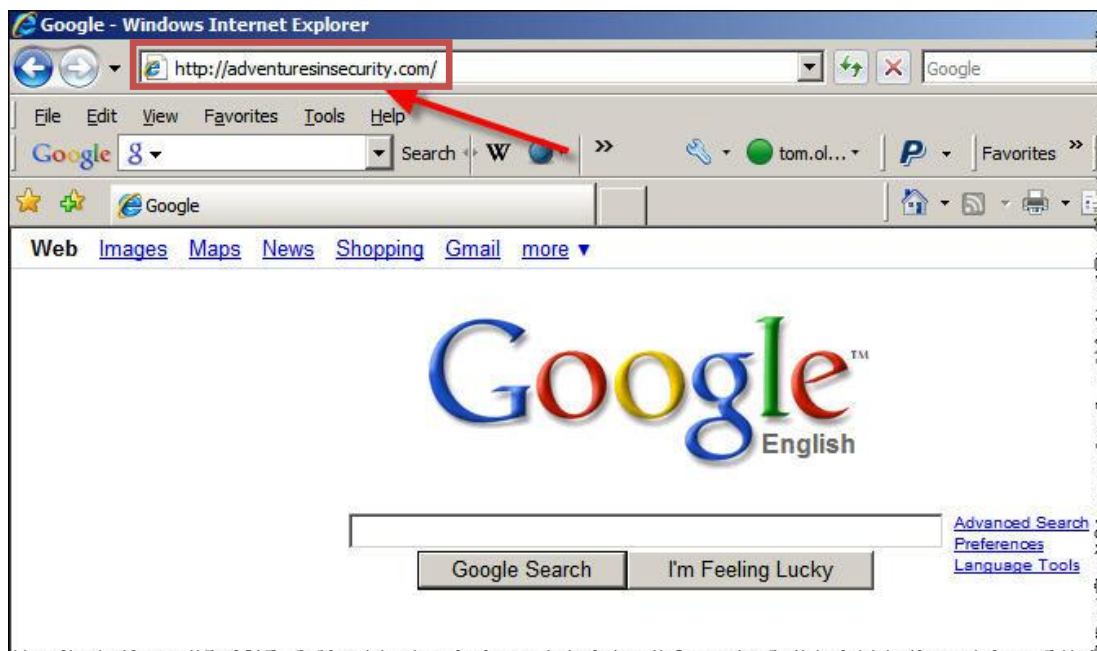 Google - Windows Internet Explorer
http://adventuresinsecurity.com/
Google
File Edit View Favorites Tools Help
Google Search W » tom.ol... Favorites »
Google
Web Images Maps News Shopping Gmail more ▼
Google™
English
Advanced Search
Preferences
Language Tools
Google Search I'm Feeling Lucky